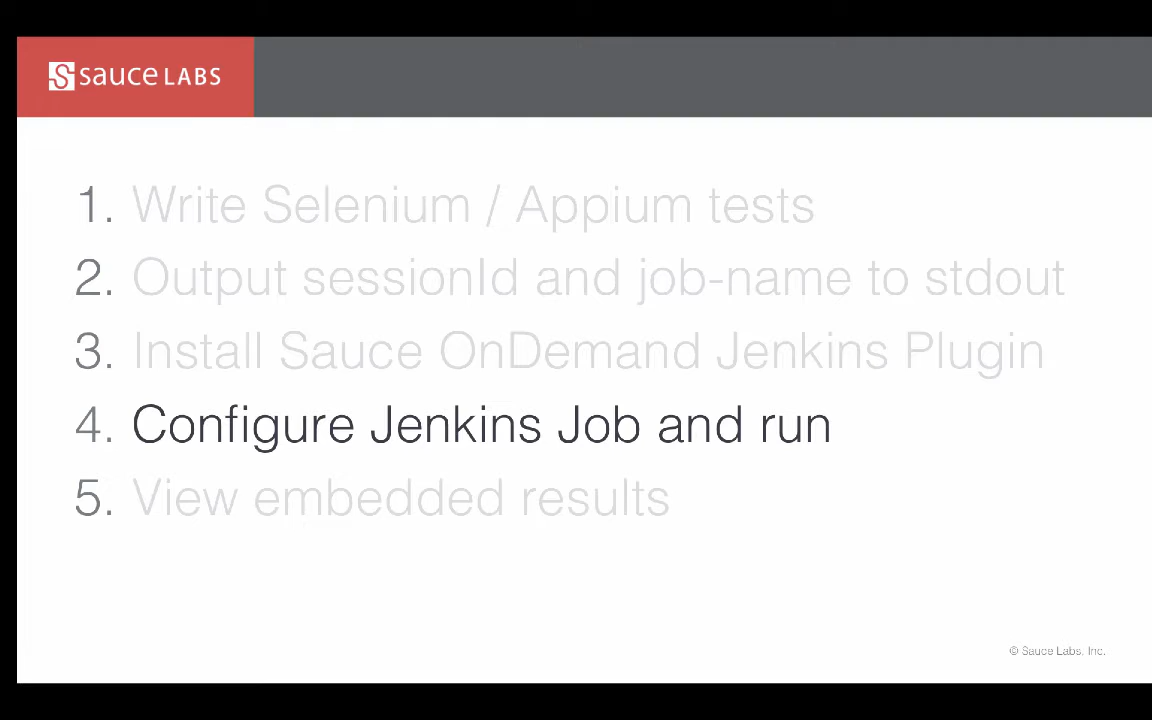 sauce LABS
1. Write Selenium / Appium tests
2. Output sessionId and job-name to stdout
3. Install Sauce OnDemand Jenkins Plugin
4. Configure Jenkins Job and run
5. View embedded results
© Sauce Labs, Inc.